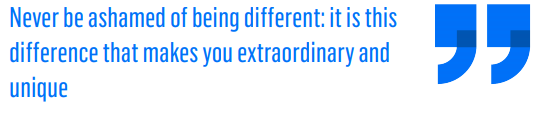 Never be ashamed of being different: it is this
difference that makes you extraordinary and
unique